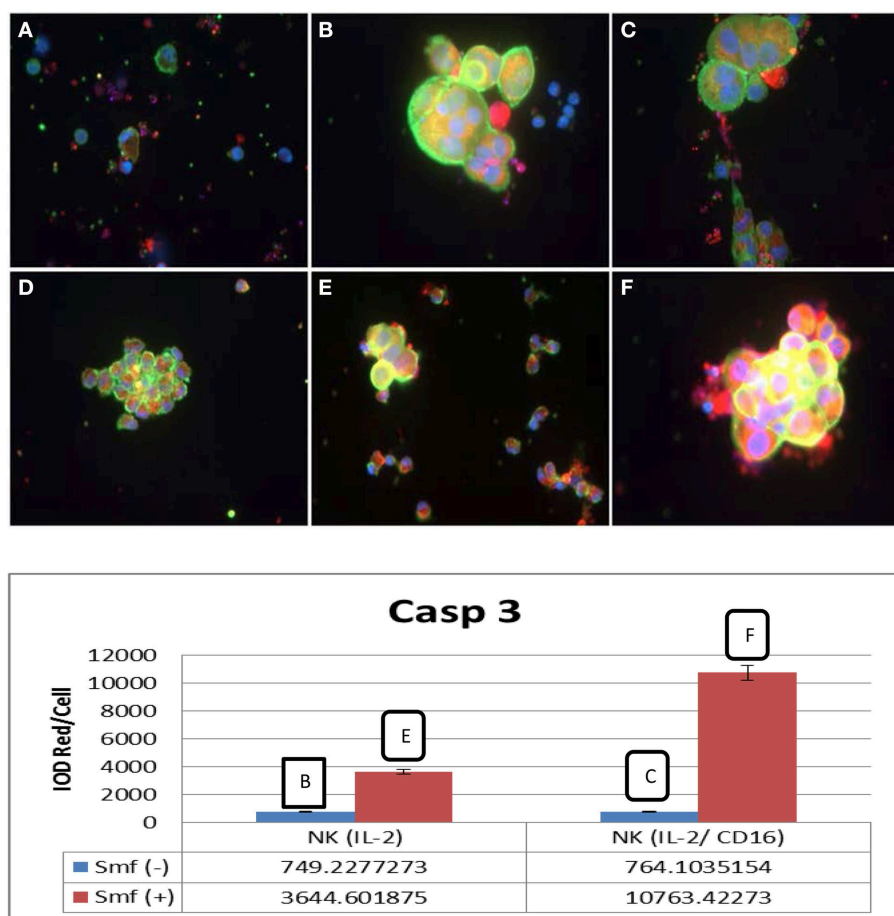 A B C
D E F
Casp 3
IOD Red/Cell
12000
10000
8000
6000
4000
2000
0
B
E
C
F
NK (IL-2) NK (IL-2/ CD16)
Smf (-) 749.2277273 764.1035154
Smf (+) 3644.601875 10763.42273